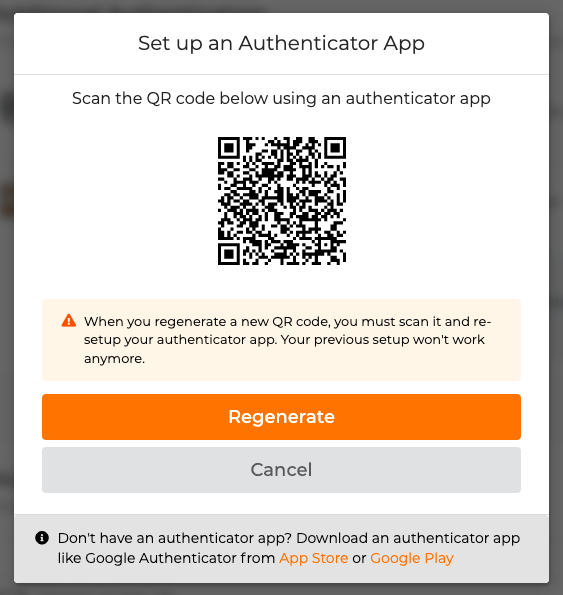 Set up an Authenticator App
Scan the QR code below using an authenticator app
When you regenerate a new QR code, you must scan it and re-
setup your authenticator app. Your previous setup won't work
anymore.
Regenerate
Cancel
Don't have an authenticator app? Download an authenticator app
like Google Authenticator from App Store or Google Play